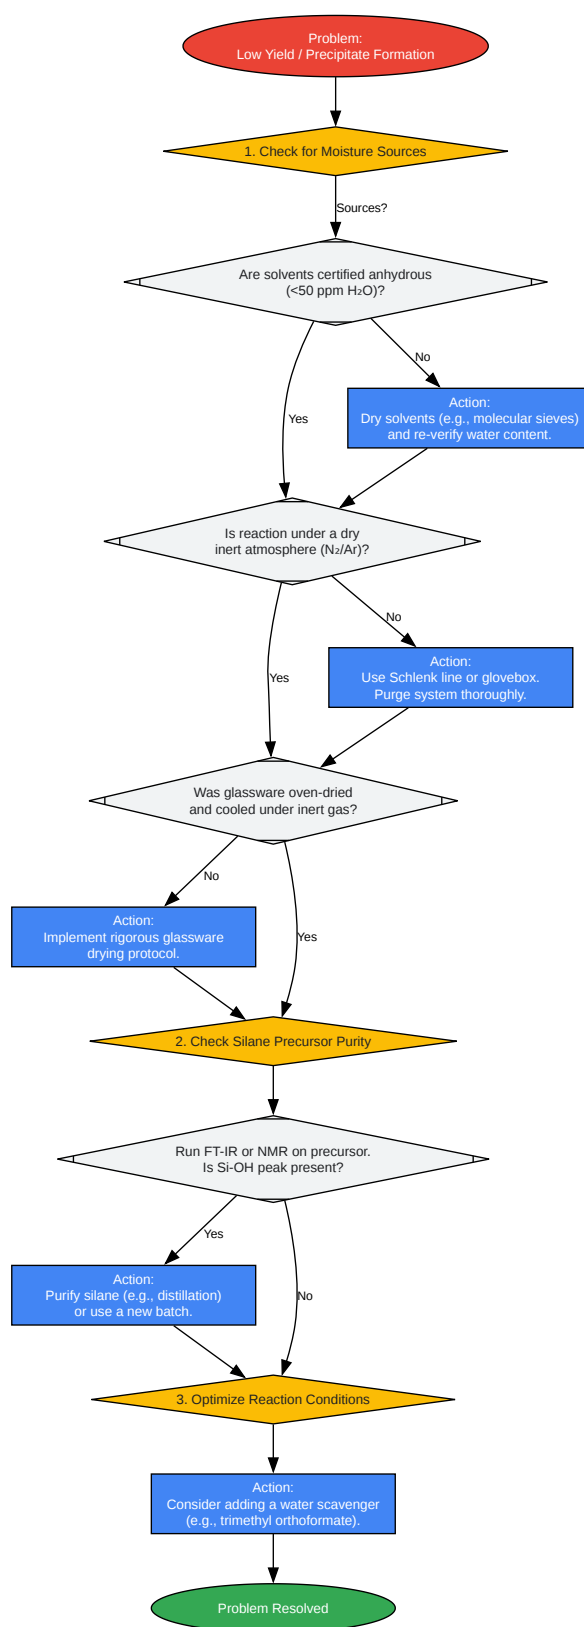 Problem:
Low Yield / Precipitate Formation
1. Check for Moisture Sources
Sources?
Are solvents certified anhydrous
(<50 ppm H₂O)?
No
Yes
Action:
Dry solvents (e.g., molecular sieves)
and re-verify water content.
Is reaction under a dry
inert atmosphere (N₂/Ar)?
No
Yes
Action:
Use Schlenk line or glovebox.
Purge system thoroughly.
Was glassware oven-dried
and cooled under inert gas?
No
Yes
Action:
Implement rigorous glassware
drying protocol.
2. Check Silane Precursor Purity
Run FT-IR or NMR on precursor.
Is Si-OH peak present?
Yes
No
Action:
Purify silane (e.g., distillation)
or use a new batch.
3. Optimize Reaction Conditions
Action:
Consider adding a water scavenger
(e.g., trimethyl orthoformate).
Problem Resolved